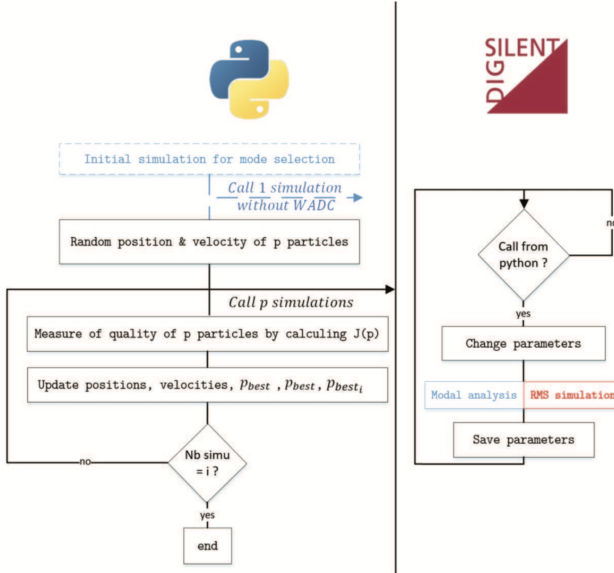 Initial simulation for mode selection
Call 1 simulation
without WADC
Random position & velocity of p particles
Call p simulations
Measure of quality of p particles by calculing J(p)
Update positions, velocities, p_best , p_best, p_best_i
no
Nb simu
= i ?
yes
end
DIG
SILENT
no
Call from
python ?
yes
Change parameters
Modal analysis
RMS simulation
Save parameters